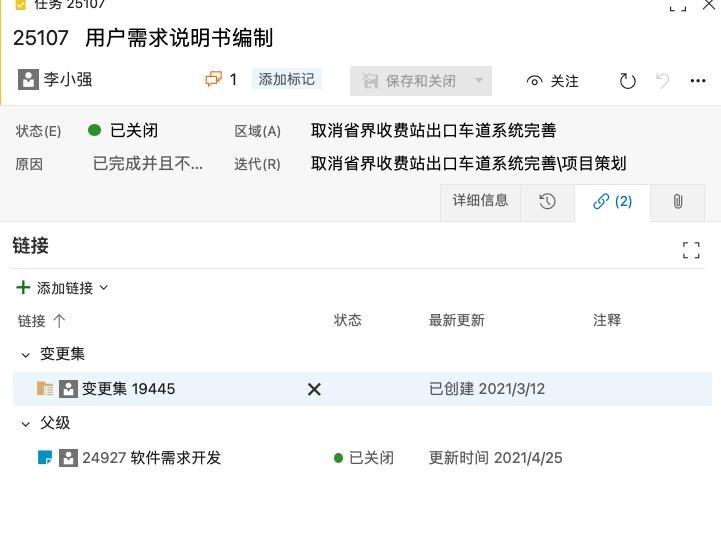 任务 25107
25107 用户需求说明书编制
李小强 1 添加标记 保存和关闭 关注
状态(E) 已关闭 区域(A) 取消省界收费站出口车道系统完善
原因 已完成并且不... 迭代(R) 取消省界收费站出口车道系统完善\项目策划
详细信息 (2)
链接
添加链接
链接 状态 最新更新 注释
变更集
变更集 19445 已创建 2021/3/12
父级
24927 软件需求开发 已关闭 更新时间 2021/4/25